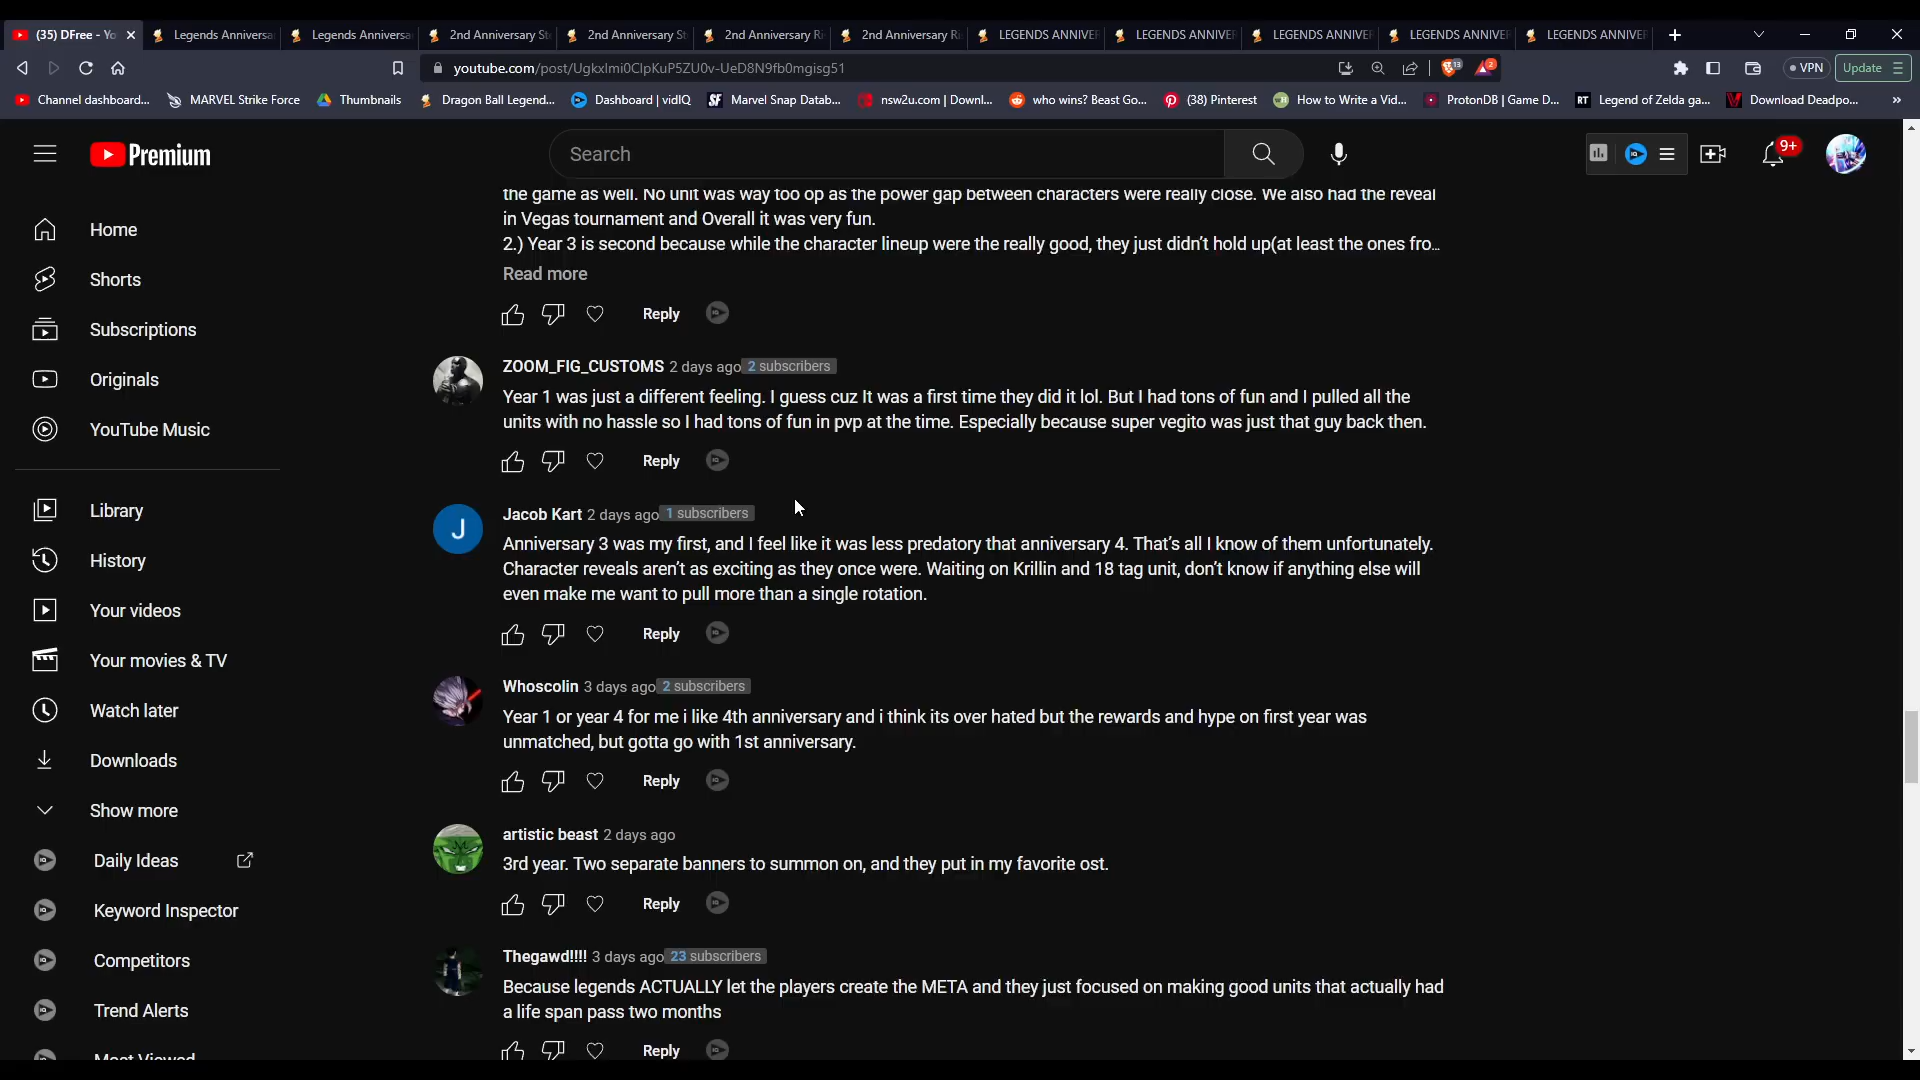 (35) DFree - Yo
Legends Anniversa
Legends Anniversa
2nd Anniversary St
2nd Anniversary St
2nd Anniversary Ri
2nd Anniversary Ri
LEGENDS ANNIVER
LEGENDS ANNIVER
LEGENDS ANNIVER
LEGENDS ANNIVER
LEGENDS ANNIVER
youtube.com/post/UgkxImi0ClpKuP5ZU0v-UeD8N9fb0mgisg51
13
2
VPN
Update
Channel dashboard...
MARVEL Strike Force
Thumbnails
Dragon Ball Legend...
Dashboard | vidIQ
Marvel Snap Datab...
nsw2u.com | Downl...
who wins? Beast Go...
(38) Pinterest
How to Write a Vid...
ProtonDB | Game D...
RT
Legend of Zelda ga...
Download Deadpo...
»
Premium
Search
9+
Home
Shorts
Subscriptions
Originals
YouTube Music
Library
History
Your videos
Your movies & TV
Watch later
Downloads
Show more
Daily Ideas
Keyword Inspector
Competitors
Trend Alerts
Most Viewed
the game as well. No unit was way too op as the power gap between characters were really close. We also had the reveal
in Vegas tournament and Overall it was very fun.
2.) Year 3 is second because while the character lineup were the really good, they just didn't hold up(at least the ones fro...
Read more
Reply
ZOOM_FIG_CUSTOMS 2 days ago 2 subscribers
Year 1 was just a different feeling. I guess cuz It was a first time they did it lol. But I had tons of fun and I pulled all the
units with no hassle so I had tons of fun in pvp at the time. Especially because super vegito was just that guy back then.
Reply
J
Jacob Kart 2 days ago 1 subscribers
Anniversary 3 was my first, and I feel like it was less predatory that anniversary 4. That's all I know of them unfortunately.
Character reveals aren't as exciting as they once were. Waiting on Krillin and 18 tag unit, don't know if anything else will
even make me want to pull more than a single rotation.
Reply
Whoscolin 3 days ago 2 subscribers
Year 1 or year 4 for me i like 4th anniversary and i think its over hated but the rewards and hype on first year was
unmatched, but gotta go with 1st anniversary.
Reply
artistic beast 2 days ago
3rd year. Two separate banners to summon on, and they put in my favorite ost.
Reply
Thegawd!!!! 3 days ago 23 subscribers
Because legends ACTUALLY let the players create the META and they just focused on making good units that actually had
a life span pass two months
Reply